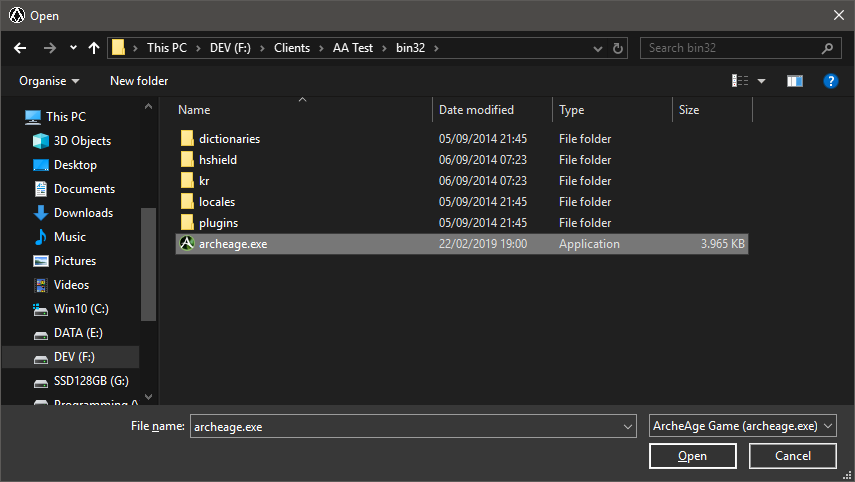 Open
This PC DEV (F:) Clients AA Test bin32 Search bin32
Organise New folder
Name Date modified Type Size
This PC
3D Objects
Desktop
Documents
Downloads
Music
Pictures
Videos
Win10 (C:)
DATA (E:)
DEV (F:)
SSD128GB (G:)
dictionaries 05/09/2014 21:45 File folder
hshield 06/09/2014 07:23 File folder
kr 06/09/2014 07:23 File folder
locales 05/09/2014 21:45 File folder
plugins 05/09/2014 21:45 File folder
archeage.exe 22/02/2019 19:00 Application 3.965 KB
File name: archeage.exe ArcheAge Game (archeage.exe)
Open Cancel